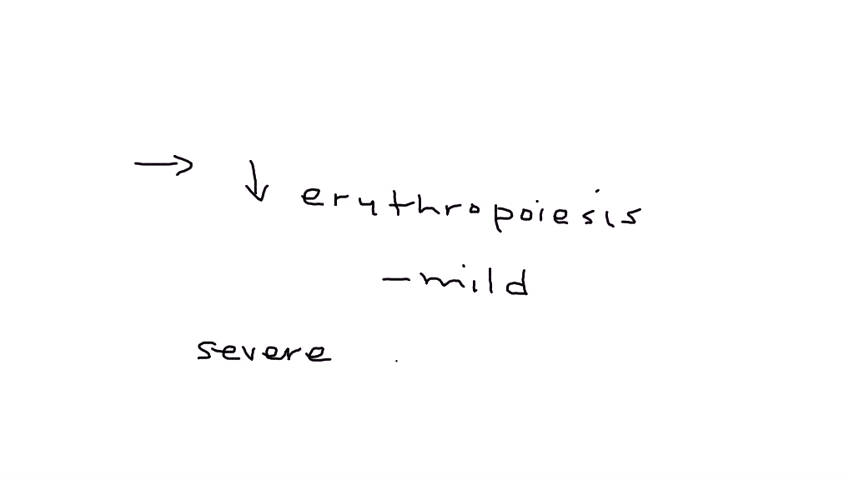 → ↓ erythropoiesis
- mild
severe